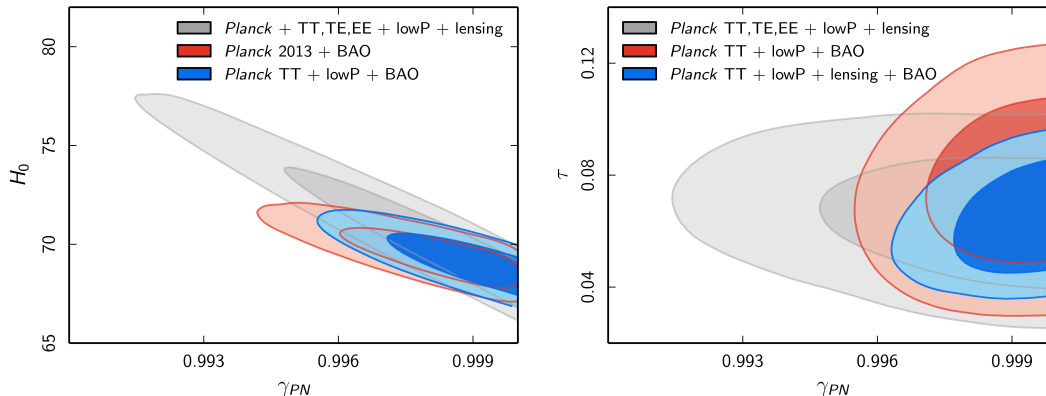 Planck + TT,TE,EE + lowP + lensing
Planck 2013 + BAO
Planck TT + lowP + BAO
80
75
70
65
H0
0.993
0.996
0.999
γPN
Planck TT,TE,EE + lowP + lensing
Planck TT + lowP + BAO
Planck TT + lowP + lensing + BAO
0.12
0.08
0.04
τ
0.993
0.996
0.999
γPN